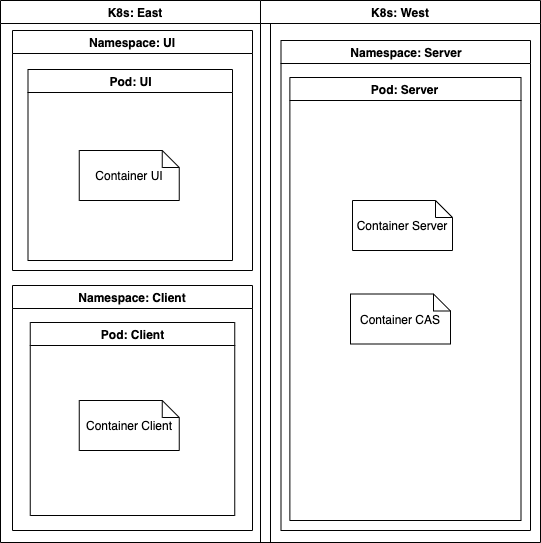 K8s: East
Namespace: UI
Pod: UI
Container UI
Namespace: Client
Pod: Client
Container Client
K8s: West
Namespace: Server
Pod: Server
Container Server
Container CAS